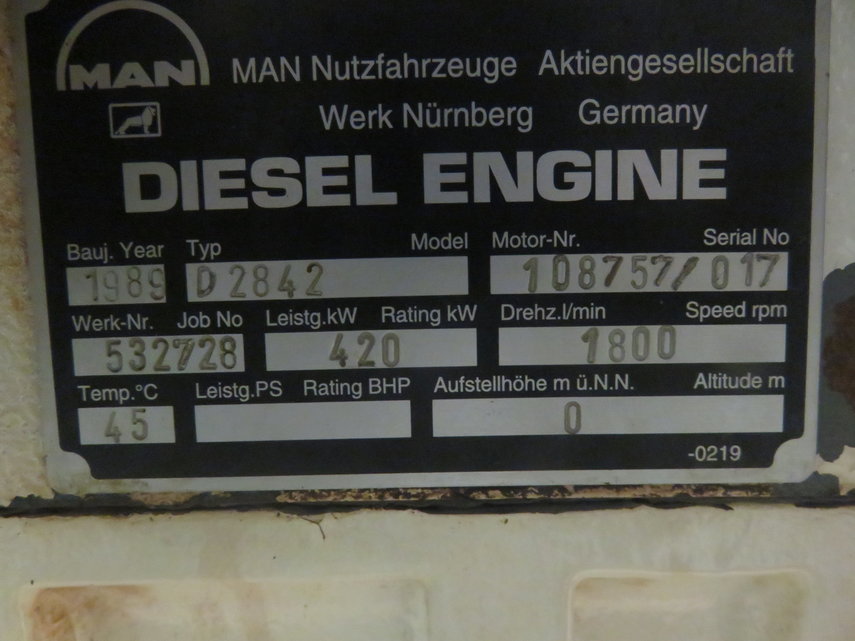 MAN
MAN Nutzfahrzeuge Aktiengesellschaft
Werk Nürnberg Germany
DIESEL ENGINE
Bauj. Year Typ Model Motor-Nr. Serial No
1989 D2842 108757/017
Werk-Nr. Job No Leistg.kW Rating kW Drehz.l/min Speed rpm
532728 420 1800
Temp.°C Leistg.PS Rating BHP Aufstellhöhe m ü.N.N. Altitude m
45 0
-0219